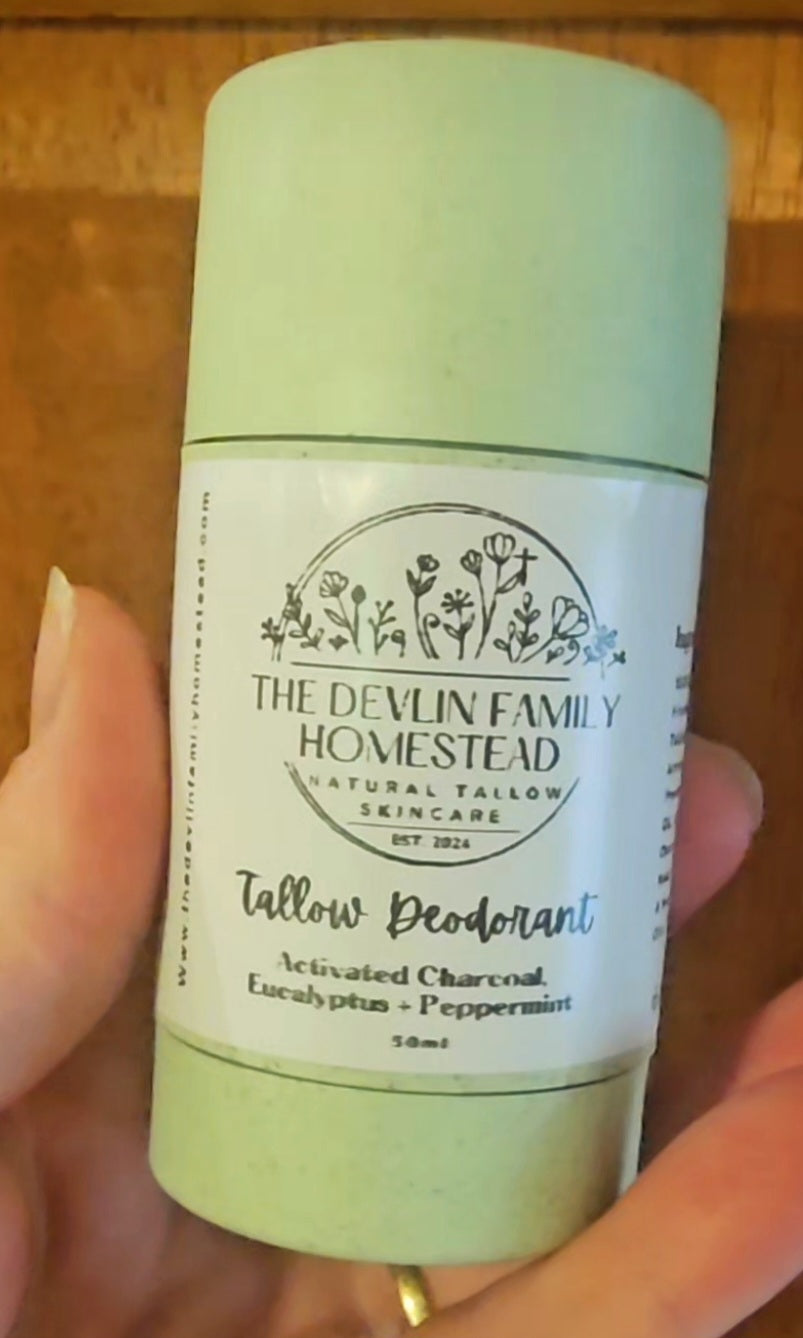 THE DEVLIN FAMILY
HOMESTEAD
NATURAL TALLOW
SKINCARE
EST. 2024
Tallow Deodorant
Activated Charcoal,
Eucalyptus + Peppermint
50ml
www.thedevlinfamilyhomestead.com